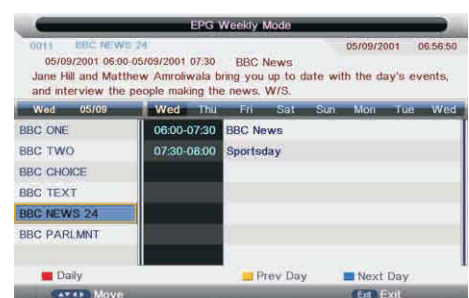 EPG Weekly Mode
0011 BBC NEWS 24 05/09/2001 06:56:50
05/09/2001 06:00-05/09/2001 07:30 BBC News
Jane Hill and Matthew Amroliwala bring you up to date with the day's events,
and interview the people making the news. W/S.
Wed 05/09 Wed Thu Fri Sat Sun Mon Tue Wed
BBC ONE 06:00-07:30 BBC News
BBC TWO 07:30-08:00 Sportsday
BBC CHOICE
BBC TEXT
BBC NEWS 24
BBC PARLMNT
Daily Prev Day Next Day
Move Exit Exit